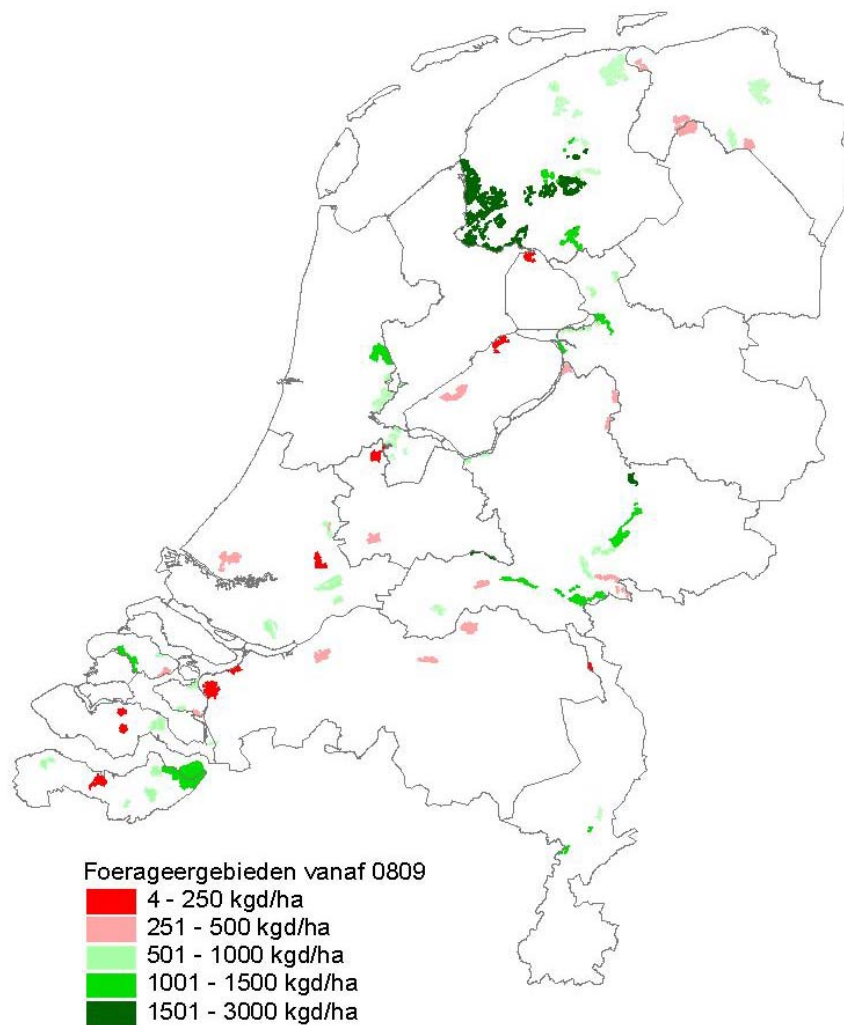 Foerageergebieden vanaf 0809
4 - 250 kgd/ha
251 - 500 kgd/ha
501 - 1000 kgd/ha
1001 - 1500 kgd/ha
1501 - 3000 kgd/ha